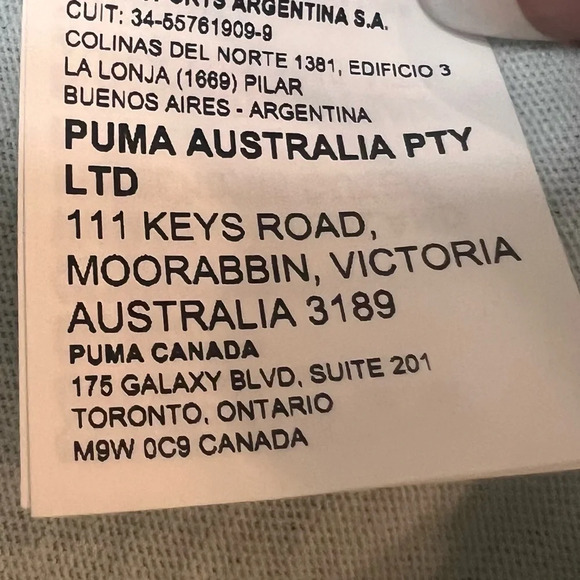 ARGENTINA S.A.
CUIT: 34-55761909-9
COLINAS DEL NORTE 1381, EDIFICIO 3
LA LONJA (1669) PILAR
BUENOS AIRES - ARGENTINA
PUMA AUSTRALIA PTY
LTD
111 KEYS ROAD,
MOORABBIN, VICTORIA
AUSTRALIA 3189
PUMA CANADA
175 GALAXY BLVD, SUITE 201
TORONTO, ONTARIO
M9W 0C9 CANADA